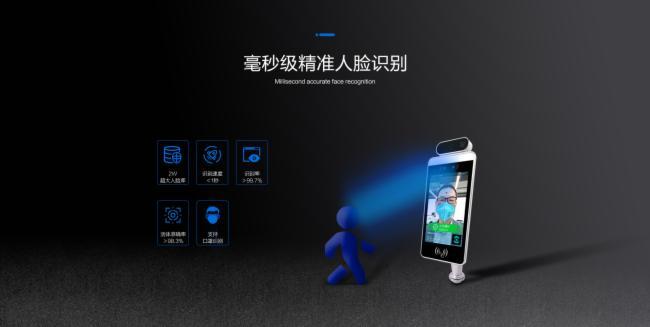 毫秒级精准人脸识别
Millisecond accurate face recognition
2W
超大人脸库
识别速度
<1秒
识别率
>99.7%
活体准确率
>98.3%
支持
口罩识别